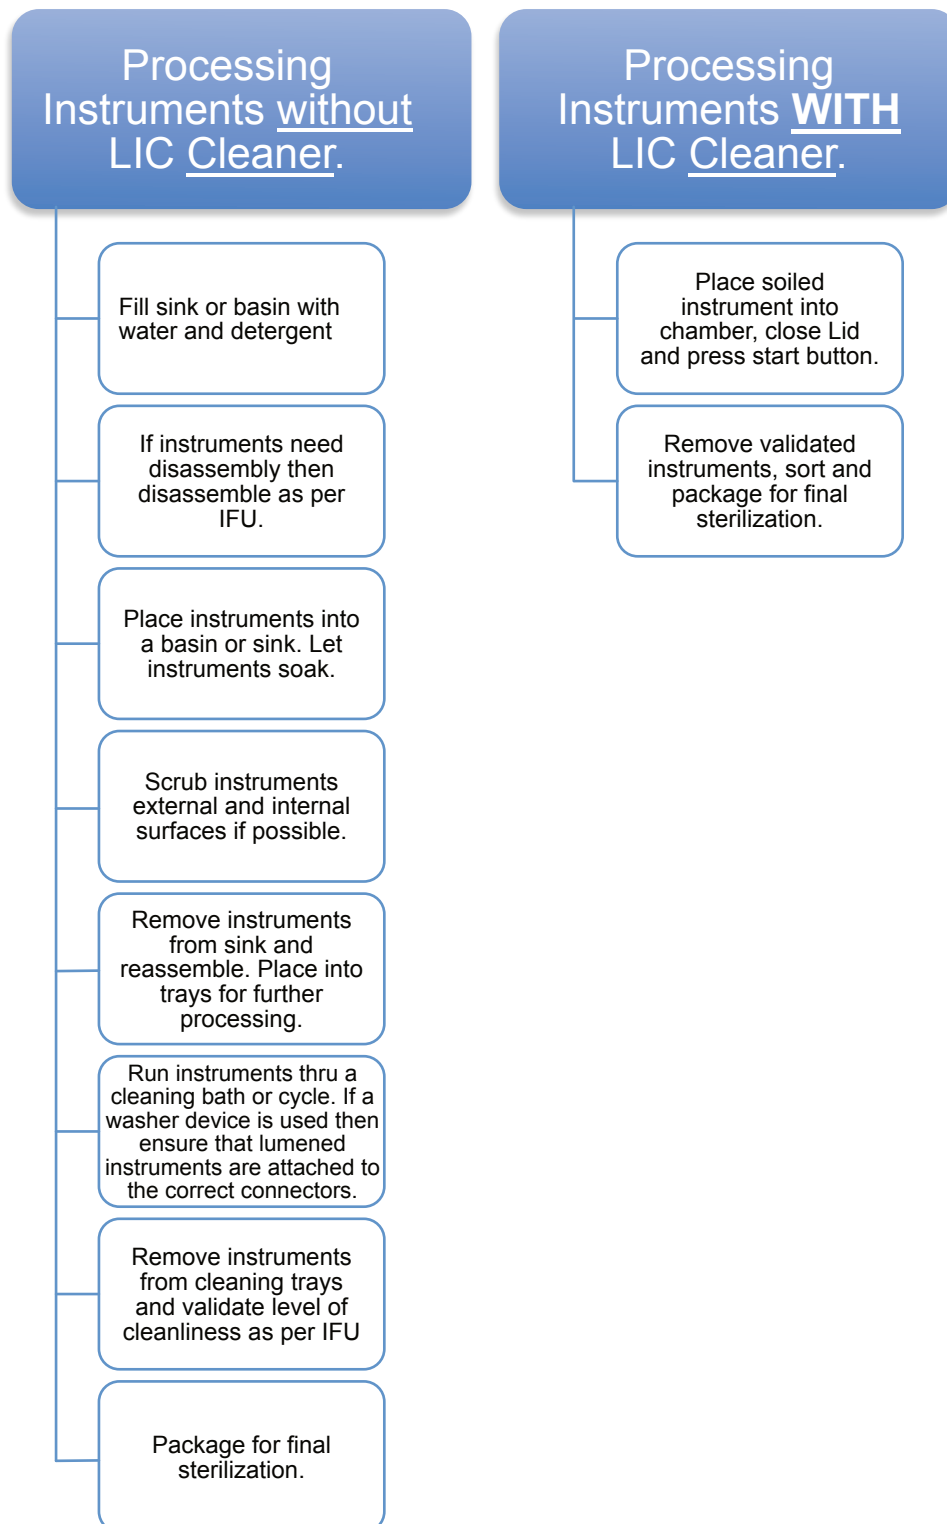 Processing
Instruments without
LIC Cleaner.
Fill sink or basin with
water and detergent
If instruments need
disassembly then
disassemble as per
IFU.
Place instruments into
a basin or sink. Let
instruments soak.
Scrub instruments
external and internal
surfaces if possible.
Remove instruments
from sink and
reassemble. Place into
trays for further
processing.
Run instruments thru a
cleaning bath or cycle. If a
washer device is used then
ensure that lumened
instruments are attached to
the correct connectors.
Remove instruments
from cleaning trays
and validate level of
cleanliness as per IFU
Package for final
sterilization.
Processing
Instruments WITH
LIC Cleaner.
Place soiled
instrument into
chamber, close Lid
and press start button.
Remove validated
instruments, sort and
package for final
sterilization.